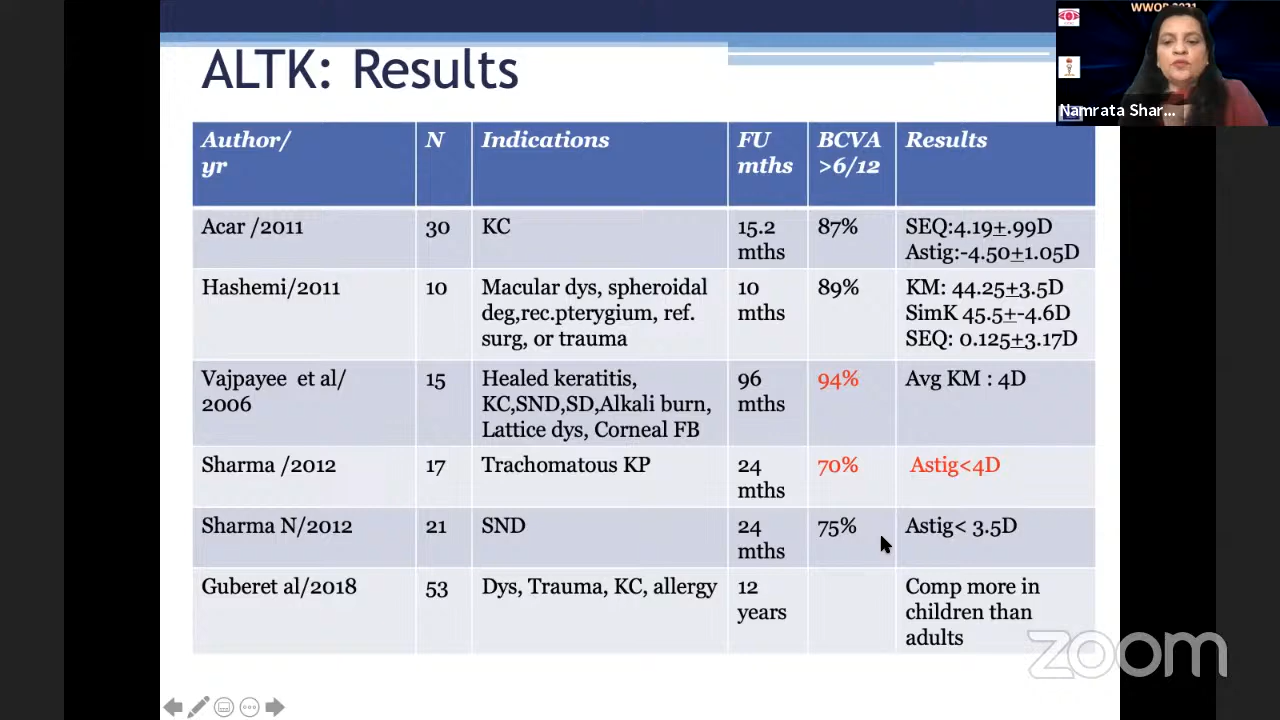 WWOP 2021
ALTK: Results
Namrata Shar...
Author/
yr
N
Indications
FU
mths
BCVA
>6/12
Results
Acar /2011
30
KC
15.2
mths
87%
SEQ:4.19±.99D
Astig:-4.50±1.05D
Hashemi/2011
10
Macular dys, spheroidal
deg,rec.pterygium, ref.
surg, or trauma
10
mths
89%
KM: 44.25±3.5D
SimK 45.5±-4.6D
SEQ: 0.125±3.17D
Vajpayee et al/
2006
15
Healed keratitis,
KC,SND,SD,Alkali burn,
Lattice dys, Corneal FB
96
mths
94%
Avg KM : 4D
Sharma /2012
17
Trachomatous KP
24
mths
70%
Astig<4D
Sharma N/2012
21
SND
24
mths
75%
Astig< 3.5D
Guberet al/2018
53
Dys, Trauma, KC, allergy
12
years
Comp more in
children than
adults
zoom